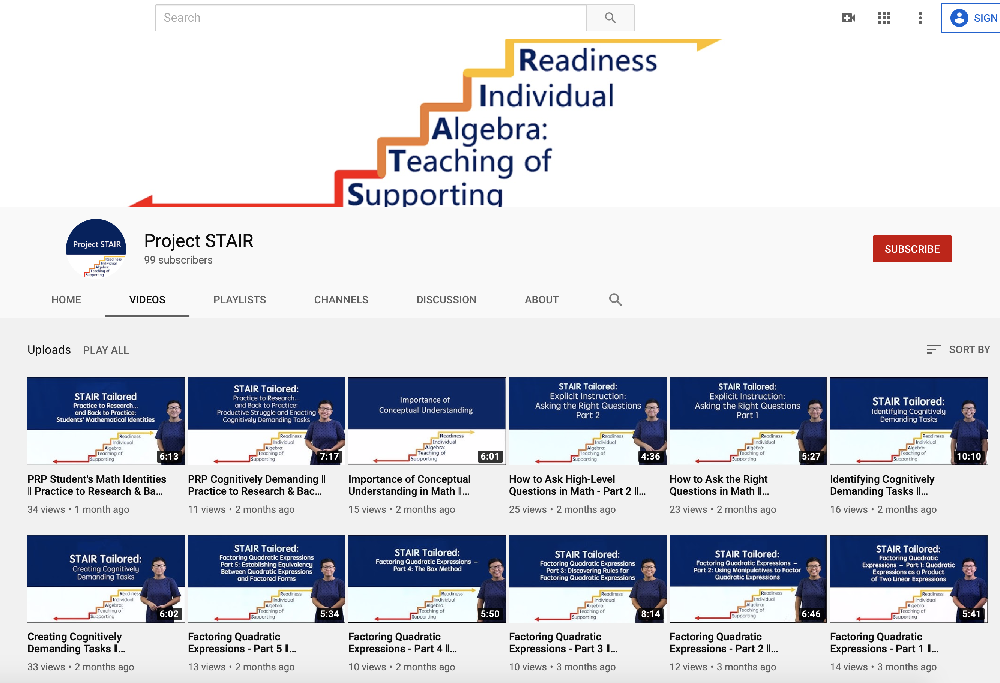 Search
SIGN
Readiness
Individual
Algebra:
Teaching of
Supporting
Project STAIR
Readiness
Individual
Algebra:
Teaching of
Supporting
Project STAIR
99 subscribers
SUBSCRIBE
HOME VIDEOS PLAYLISTS CHANNELS DISCUSSION ABOUT
Uploads PLAY ALL
SORT BY
STAIR Tailored
Practice to Research...
and Back to Practice:
Students' Mathematical Identities
Readiness
Individual
Algebra:
Teaching of
Supporting
6:13
PRP Student's Math Identities
‖ Practice to Research & Ba...
34 views • 1 month ago
STAIR Tailored:
Practice to Research...
and Back to Practice:
Productive Struggle and Enacting
Cognitively Demanding Tasks
Readiness
Individual
Algebra:
Teaching of
Supporting
7:17
PRP Cognitively Demanding ‖
Practice to Research & Bac...
11 views • 2 months ago
Importance of
Conceptual Understanding
Readiness
Individual
Algebra:
Teaching of
Supporting
6:01
Importance of Conceptual
Understanding in Math ‖...
15 views • 2 months ago
STAIR Tailored:
Explicit Instruction:
Asking the Right Questions
Part 2
Readiness
Individual
Algebra:
Teaching of
Supporting
4:36
How to Ask High-Level
Questions in Math - Part 2 ‖...
25 views • 2 months ago
STAIR Tailored:
Explicit Instruction:
Asking the Right Questions
Part 1
Readiness
Individual
Algebra:
Teaching of
Supporting
5:27
How to Ask the Right
Questions in Math ‖...
23 views • 2 months ago
STAIR Tailored:
Identifying Cognitively
Demanding Tasks
Readiness
Individual
Algebra:
Teaching of
Supporting
10:10
Identifying Cognitively
Demanding Tasks ‖...
16 views • 2 months ago
STAIR Tailored:
Creating Cognitively
Demanding Tasks
Readiness
Individual
Algebra:
Teaching of
Supporting
6:02
Creating Cognitively
Demanding Tasks ‖...
33 views • 2 months ago
STAIR Tailored:
Factoring Quadratic Expressions
Part 5: Establishing Equivalency
Between Quadratic Expressions
and Factored Forms
Readiness
Individual
Algebra:
Teaching of
Supporting
5:34
Factoring Quadratic
Expressions - Part 5 ‖...
13 views • 2 months ago
STAIR Tailored:
Factoring Quadratic Expressions –
Part 4: The Box Method
Readiness
Individual
Algebra:
Teaching of
Supporting
5:50
Factoring Quadratic
Expressions - Part 4 ‖...
10 views • 2 months ago
STAIR Tailored:
Factoring Quadratic Expressions
Part 3: Discovering Rules for
Factoring Quadratic Expressions
Readiness
Individual
Algebra:
Teaching of
Supporting
8:14
Factoring Quadratic
Expressions - Part 3 ‖...
10 views • 3 months ago
STAIR Tailored:
Factoring Quadratic Expressions –
Part 2: Using Manipulatives to Factor
Quadratic Expressions
Readiness
Individual
Algebra:
Teaching of
Supporting
6:46
Factoring Quadratic
Expressions - Part 2 ‖...
12 views • 3 months ago
STAIR Tailored:
Factoring Quadratic
Expressions – Part 1: Quadratic
Expressions as a Product
of Two Linear Expressions
Readiness
Individual
Algebra:
Teaching of
Supporting
5:41
Factoring Quadratic
Expressions - Part 1 ‖...
14 views • 3 months ago